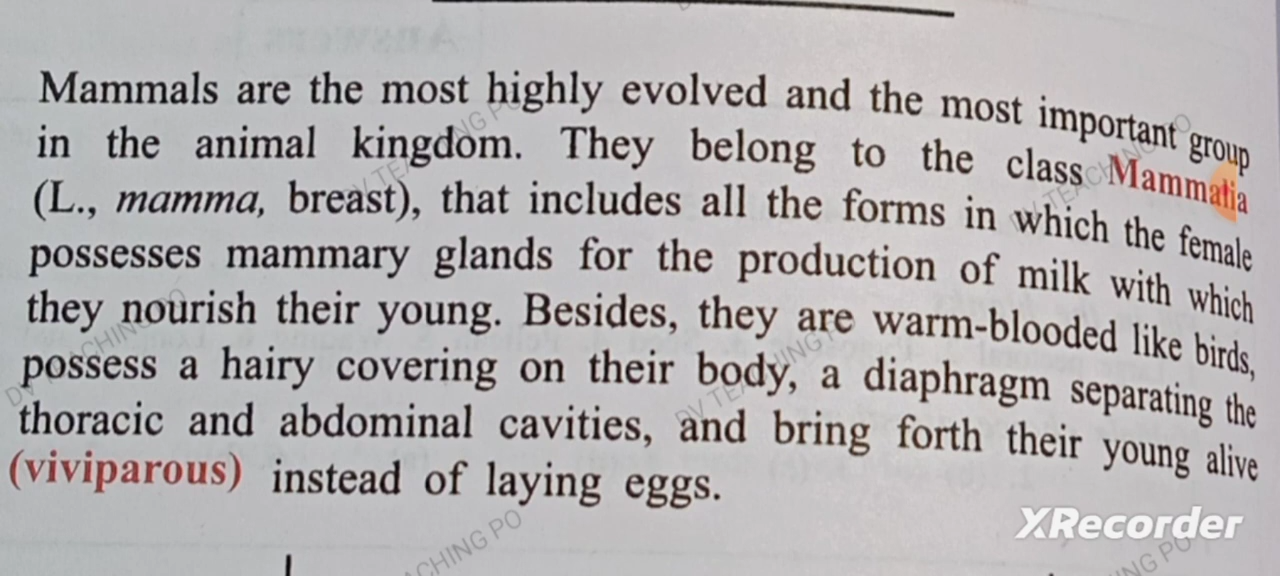 Mammals are the most highly evolved and the most important group
in the animal kingdom. They belong to the class Mammalia
(L., mamma, breast), that includes all the forms in which the female
possesses mammary glands for the production of milk with which
they nourish their young. Besides, they are warm-blooded like birds,
possess a hairy covering on their body, a diaphragm separating the
thoracic and abdominal cavities, and bring forth their young alive
(viviparous) instead of laying eggs.
XRecorder